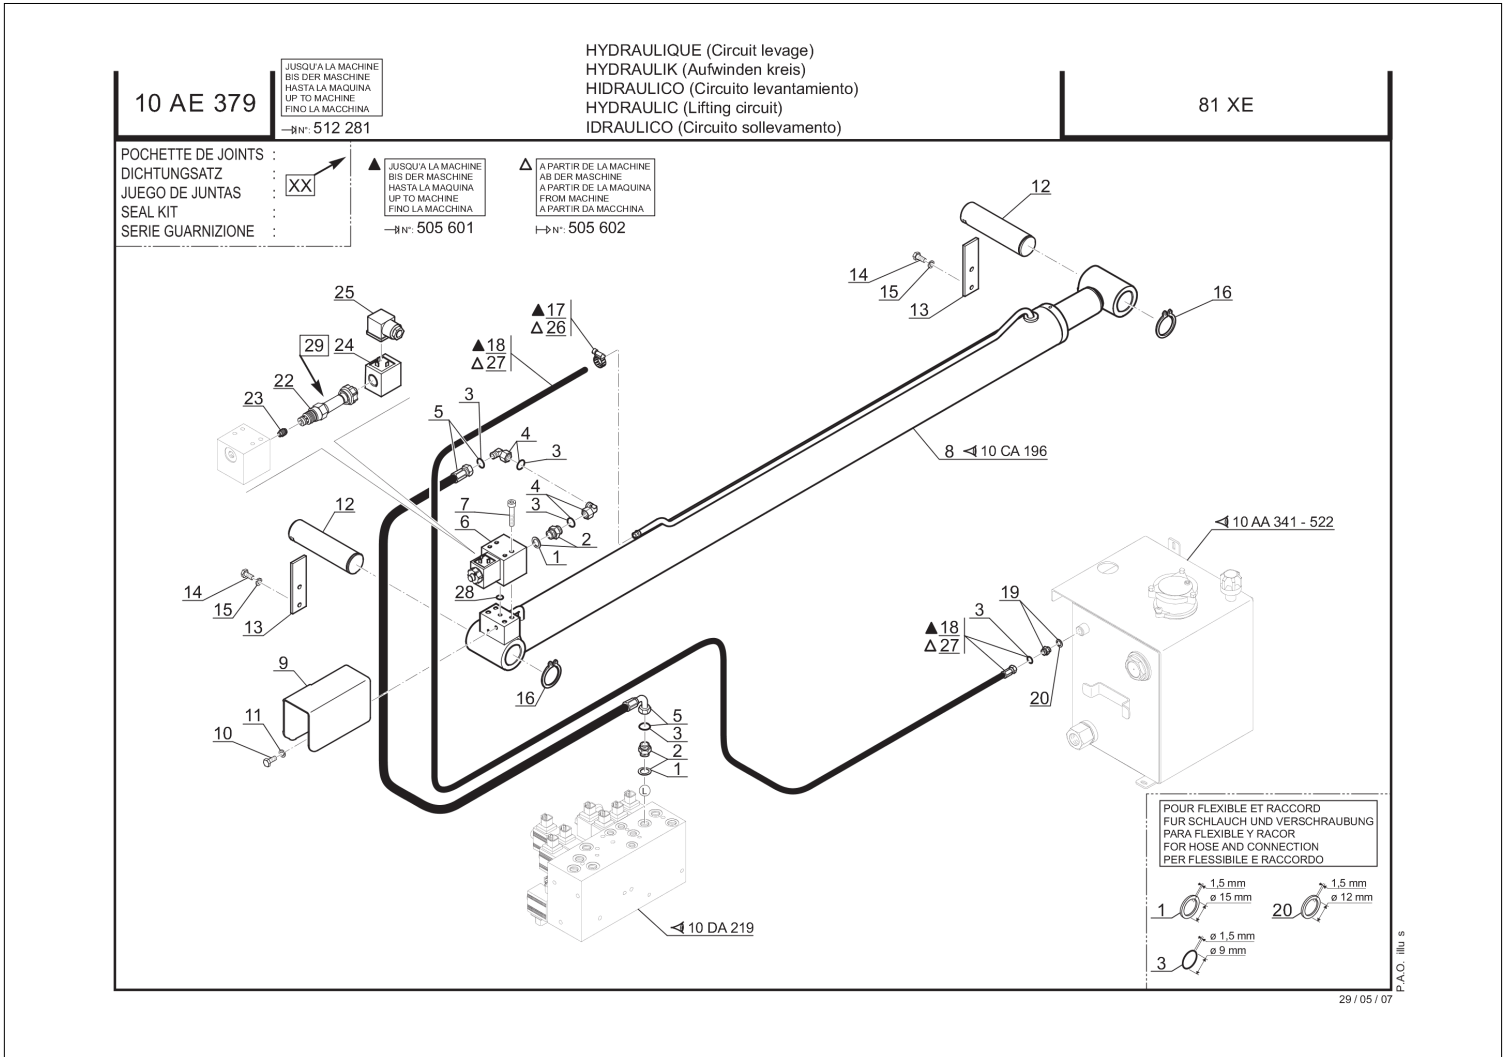 10 AE 379
JUSQU'A LA MACHINE
BIS DER MASCHINE
HASTA LA MAQUINA
UP TO MACHINE
FINO LA MACCHINA
N°: 512 281
HYDRAULIQUE (Circuit levage)
HYDRAULIK (Aufwinden kreis)
HIDRAULICO (Circuito levantamiento)
HYDRAULIC (Lifting circuit)
IDRAULICO (Circuito sollevamento)
81 XE
POCHETTE DE JOINTS :
DICHTUNGSATZ :
JUEGO DE JUNTAS :
SEAL KIT :
SERIE GUARNIZIONE :
XX
▲ JUSQU'A LA MACHINE
BIS DER MASCHINE
HASTA LA MAQUINA
UP TO MACHINE
FINO LA MACCHINA
N°: 505 601
△ A PARTIR DE LA MACHINE
AB DER MASCHINE
A PARTIR DE LA MAQUINA
FROM MACHINE
A PARTIR DA MACCHINA
N°: 505 602
12
14
15
13
16
25
29
24
22
23
▲ 17
△ 26
▲ 18
△ 27
3
5
4
3
8 10 CA 196
12
7
6
4
3
2
1
28
10 AA 341 - 522
14
15
13
19
3
▲ 18
△ 27
20
9
16
11
10
5
3
2
1
L
10 DA 219
POUR FLEXIBLE ET RACCORD
FUR SCHLAUCH UND VERSCHRAUBUNG
PARA FLEXIBLE Y RACOR
FOR HOSE AND CONNECTION
PER FLESSIBILE E RACCORDO
1 1,5 mm
ø 15 mm
20 1,5 mm
ø 12 mm
3 ø 1,5 mm
ø 9 mm
P.A.O. illu s
29 / 05 / 07